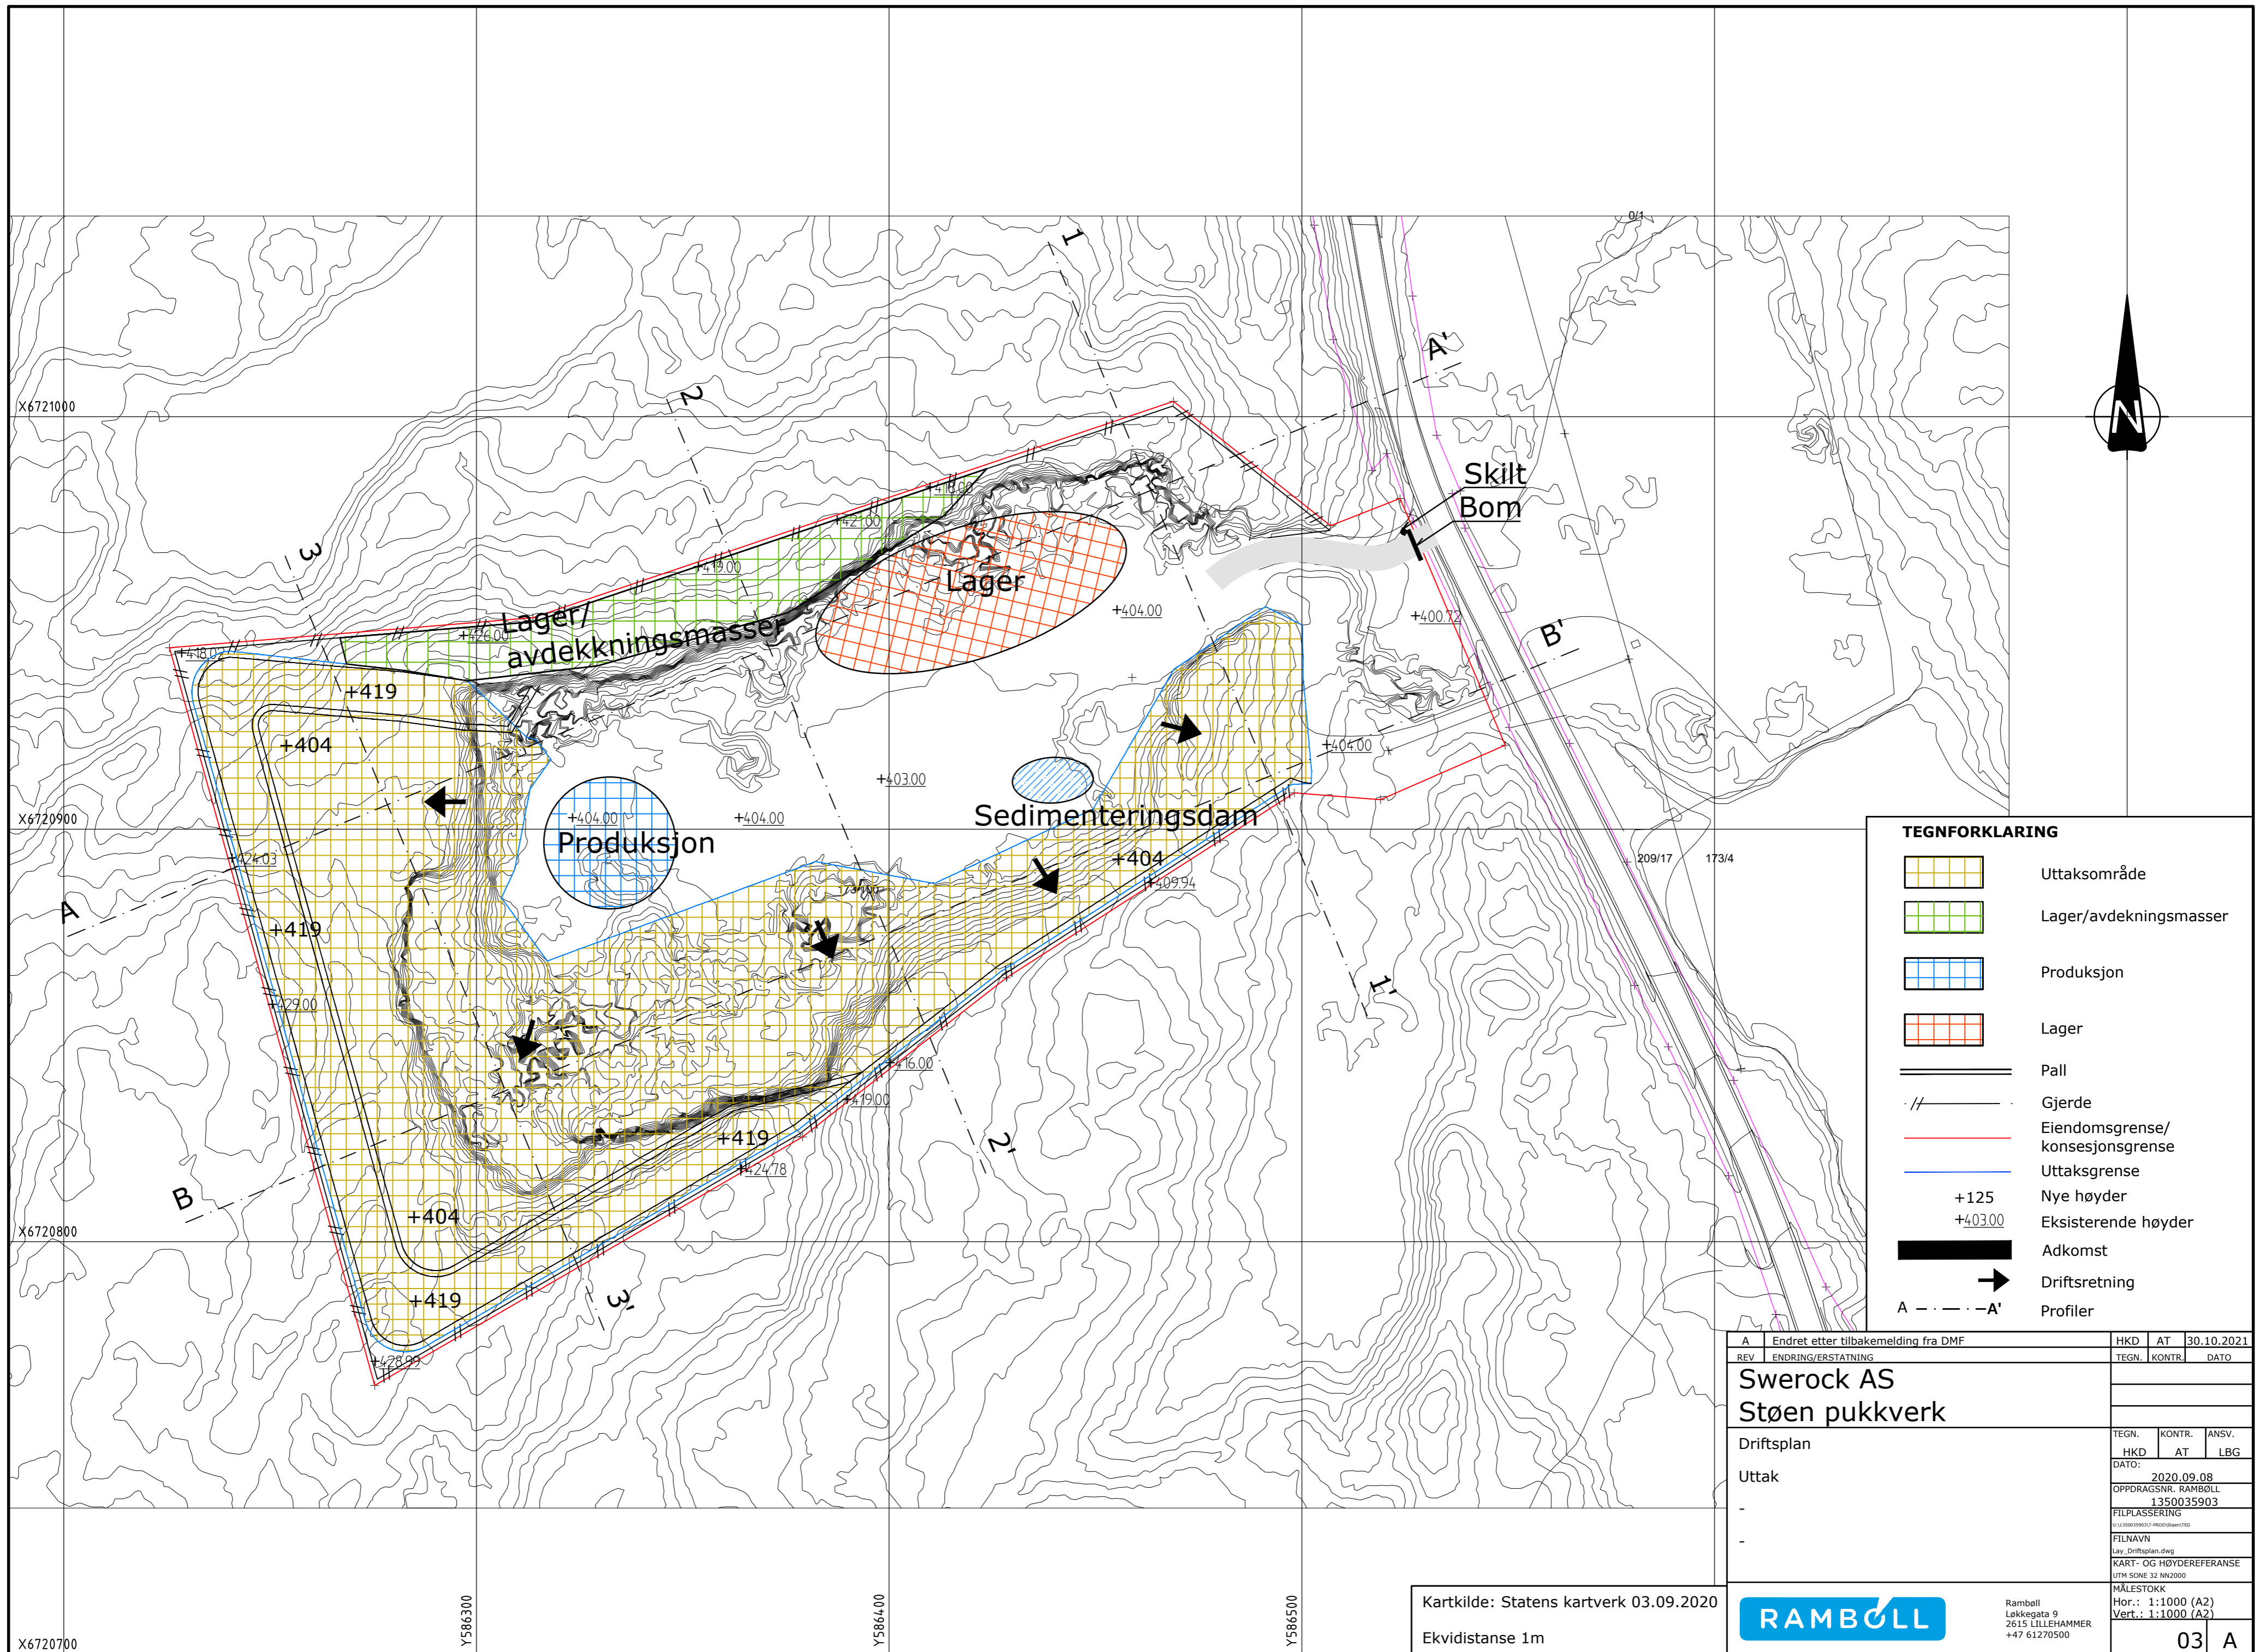 0/1
1
A'
X6721000
2
Skilt
Bom
+418.00
+421.00
3
+419.00
Lager
+404.00
+400.72
Lager/
avdekkningsmasser
+426.00
+418.02
B'
+419
+404
+404.00
+403.00
Sedimenteringsdam
+404.00
+404.00
Produksjon
X6720900
+424.03
+404
+409.94
209/17
173/4
A
+419
+429.00
1'
+416.00
+419.00
+419
2'
+424.78
B
+404
X6720800
+419
3'
+428.99
Y586300
Y586400
Y586500
X6720700
N
TEGNFORKLARING
Uttaksområde
Lager/avdekningsmasser
Produksjon
Lager
Pall
Gjerde
Eiendomsgrense/
konsesjonsgrense
Uttaksgrense
+125 Nye høyder
+403.00 Eksisterende høyder
Adkomst
Driftsretning
A A' Profiler
A Endret etter tilbakemelding fra DMF HKD AT 30.10.2021
REV ENDRING/ERSTATNING TEGN. KONTR. DATO
Swerock AS
Støen pukkverk
Driftsplan
Uttak
-
-
TEGN. KONTR. ANSV.
HKD AT LBG
DATO:
2020.09.08
OPPDRAGSNR. RAMBØLL
1350035903
FILPLASSERING
FILNAVN
Lay_Driftsplan.dwg
KART- OG HØYDEREFERANSE
UTM SONE 32 NN2000
MÅLESTOKK
Hor.: 1:1000 (A2)
Vert.: 1:1000 (A2)
03 A
RAMBOLL
Rambøll
Løkkegata 9
2615 LILLEHAMMER
+47 61270500
Kartkilde: Statens kartverk 03.09.2020
Ekvidistanse 1m